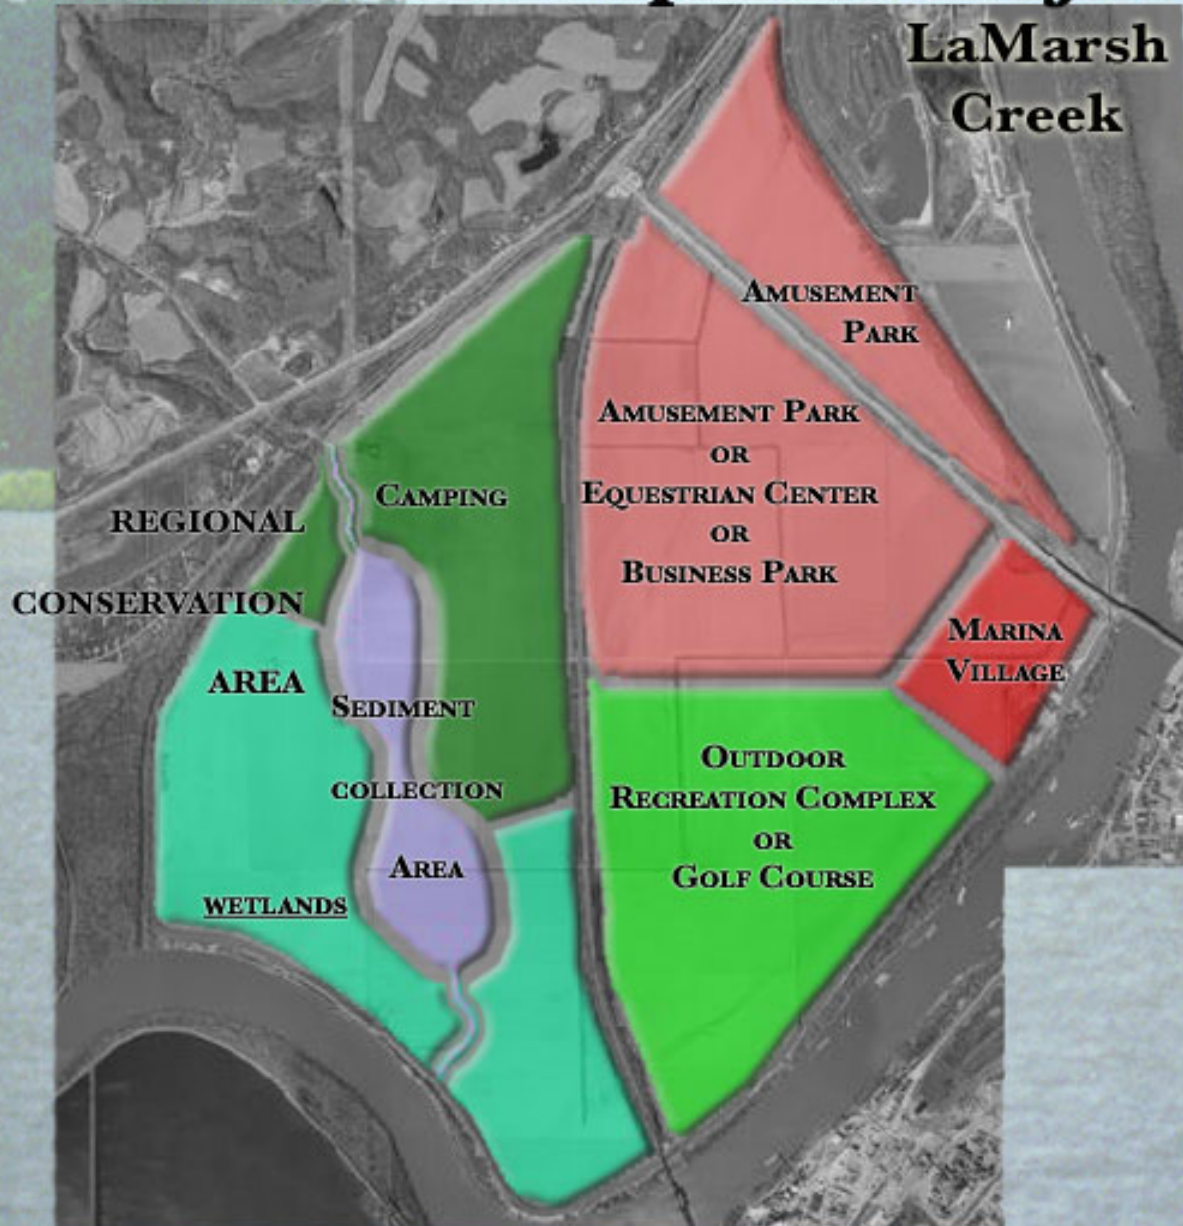 LaMarsh
Creek
Amusement
Park
Amusement Park
or
Equestrian Center
or
Business Park
Camping
REGIONAL
CONSERVATION
AREA
Marina
Village
Sediment
collection
Area
Outdoor
Recreation Complex
or
Golf Course
wetlands